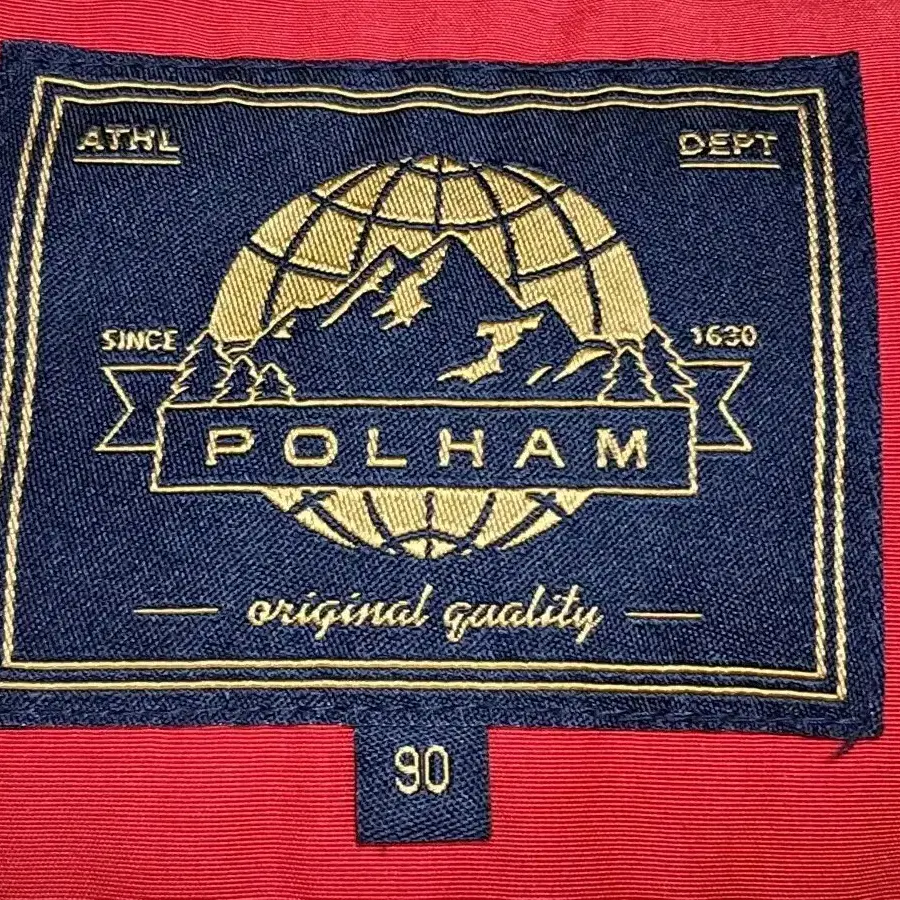 ATHL DEPT
SINCE 1630
POLHAM
original quality
90